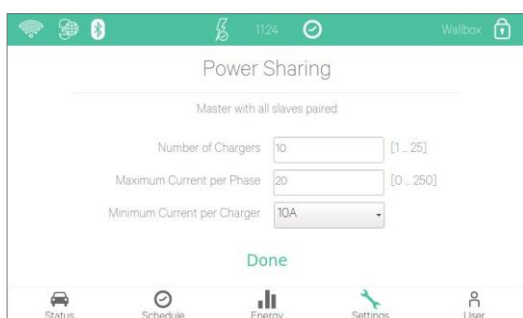 11:24 Wallbox
Power Sharing
Master with all slaves paired
Number of Chargers 10 [1 ... 25]
Maximum Current per Phase 20 [0 ... 250]
Minimum Current per Charger 10A
Done
Status Schedule Energy Settings User